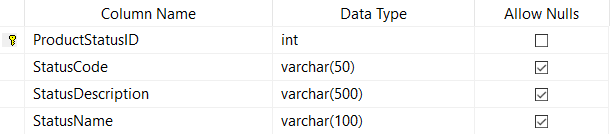 Column Name Data Type Allow Nulls
ProductStatusID int
StatusCode varchar(50)
StatusDescription varchar(500)
StatusName varchar(100)